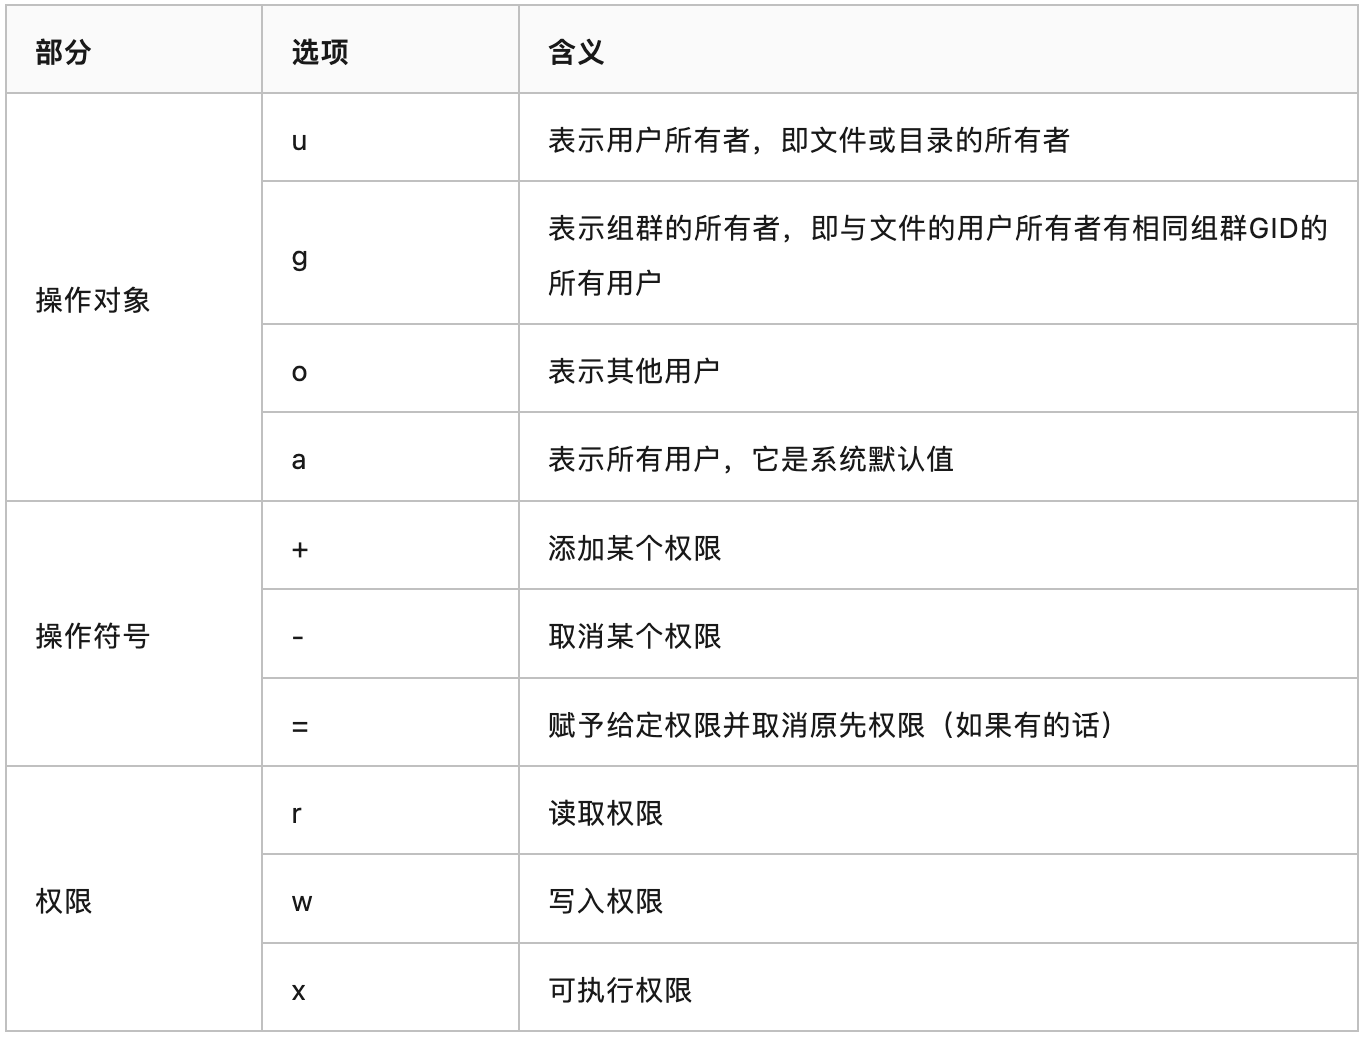 部分 选项 含义
操作对象
u 表示用户所有者，即文件或目录的所有者
g 表示组群的所有者，即与文件的用户所有者有相同组群GID的
所有用户
o 表示其他用户
a 表示所有用户，它是系统默认值
操作符号
+ 添加某个权限
- 取消某个权限
= 赋予给定权限并取消原先权限（如果有的话）
权限
r 读取权限
w 写入权限
x 可执行权限